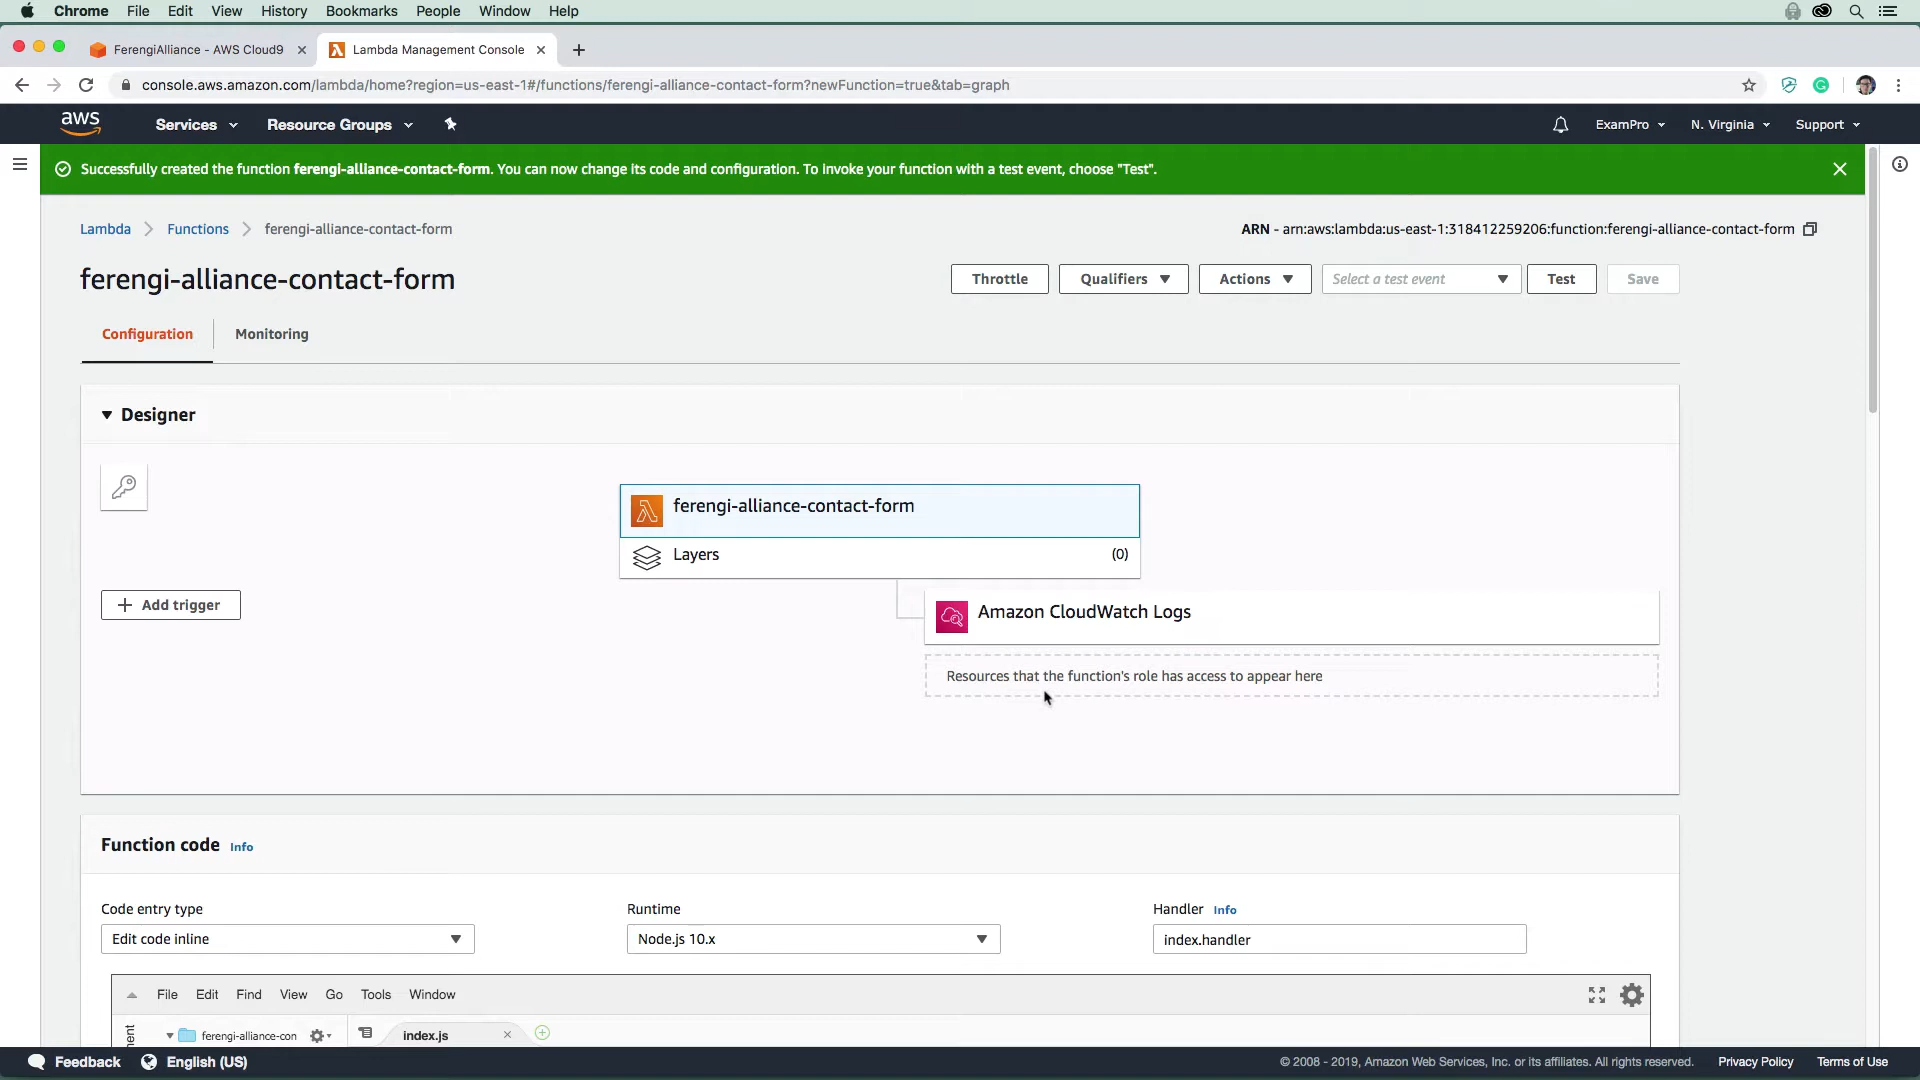 Chrome File Edit View History Bookmarks People Window Help
FerengiAlliance - AWS Cloud9
Lambda Management Console
console.aws.amazon.com/lambda/home?region=us-east-1#/functions/ferengi-alliance-contact-form?newFunction=true&tab=graph
aws Services Resource Groups ExamPro N. Virginia Support
Successfully created the function ferengi-alliance-contact-form. You can now change its code and configuration. To invoke your function with a test event, choose "Test".
Lambda Functions ferengi-alliance-contact-form
ARN - arn:aws:lambda:us-east-1:318412259206:function:ferengi-alliance-contact-form
ferengi-alliance-contact-form
Throttle Qualifiers Actions Select a test event Test Save
Configuration Monitoring
Designer
ferengi-alliance-contact-form
Layers (0)
Add trigger
Amazon CloudWatch Logs
Resources that the function's role has access to appear here
Function code Info
Code entry type
Edit code inline
Runtime
Node.js 10.x
Handler Info
index.handler
File Edit Find View Go Tools Window
ferengi-alliance-con
index.js
Feedback English (US)
© 2008 - 2019, Amazon Web Services, Inc. or its affiliates. All rights reserved. Privacy Policy Terms of Use